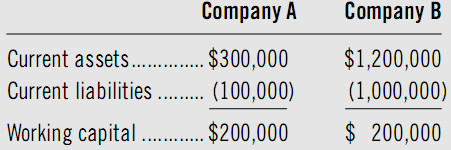 Company A Company B
Current assets.............. $300,000 $1,200,000
Current liabilities ......... (100,000) (1,000,000)
Working capital ............ $200,000 $ 200,000